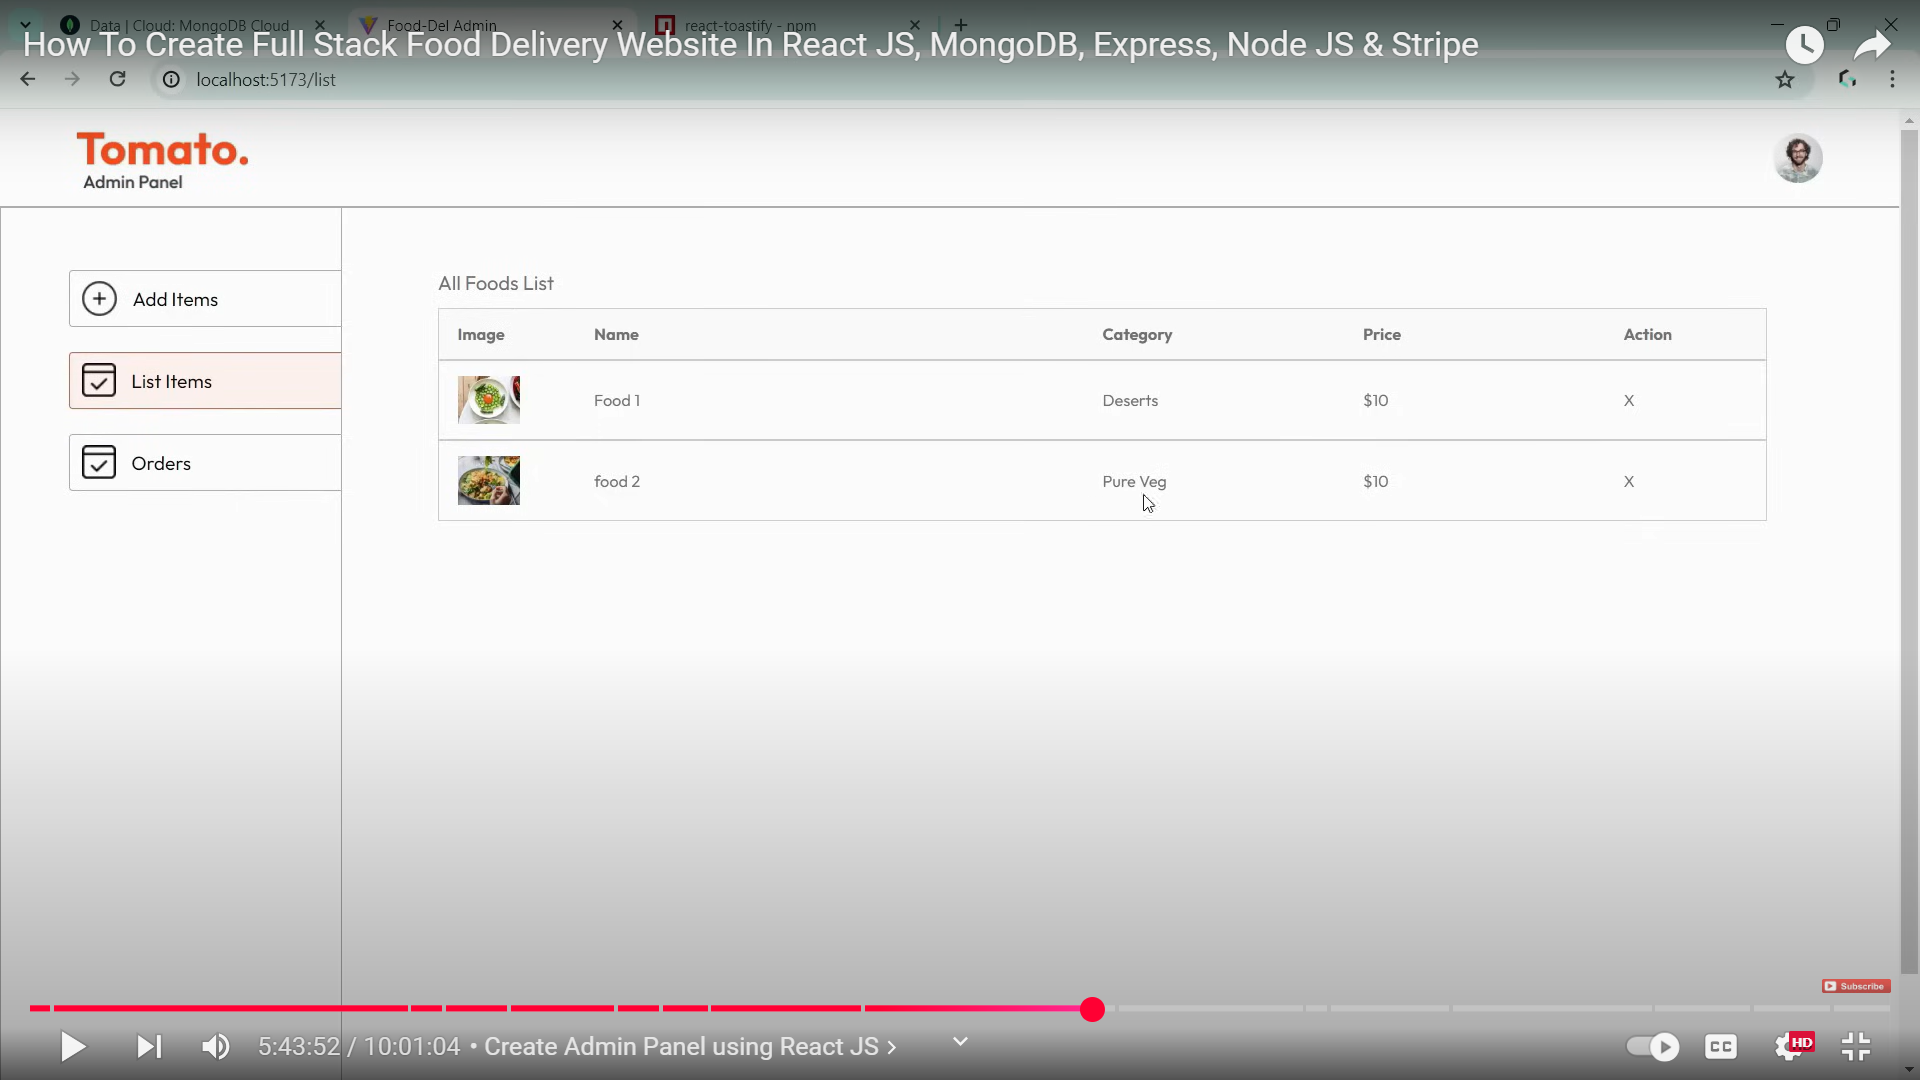 Data | Cloud: MongoDB Cloud
Food-Del Admin
react-toastify - npm
How To Create Full Stack Food Delivery Website In React JS, MongoDB, Express, Node JS & Stripe
localhost:5173/list
Tomato.
Admin Panel
Add Items
List Items
Orders
All Foods List
Image Name Category Price Action
Food 1 Deserts $10 X
food 2 Pure Veg $10 X
Subscribe
5:43:52 / 10:01:04 • Create Admin Panel using React JS
CC
HD